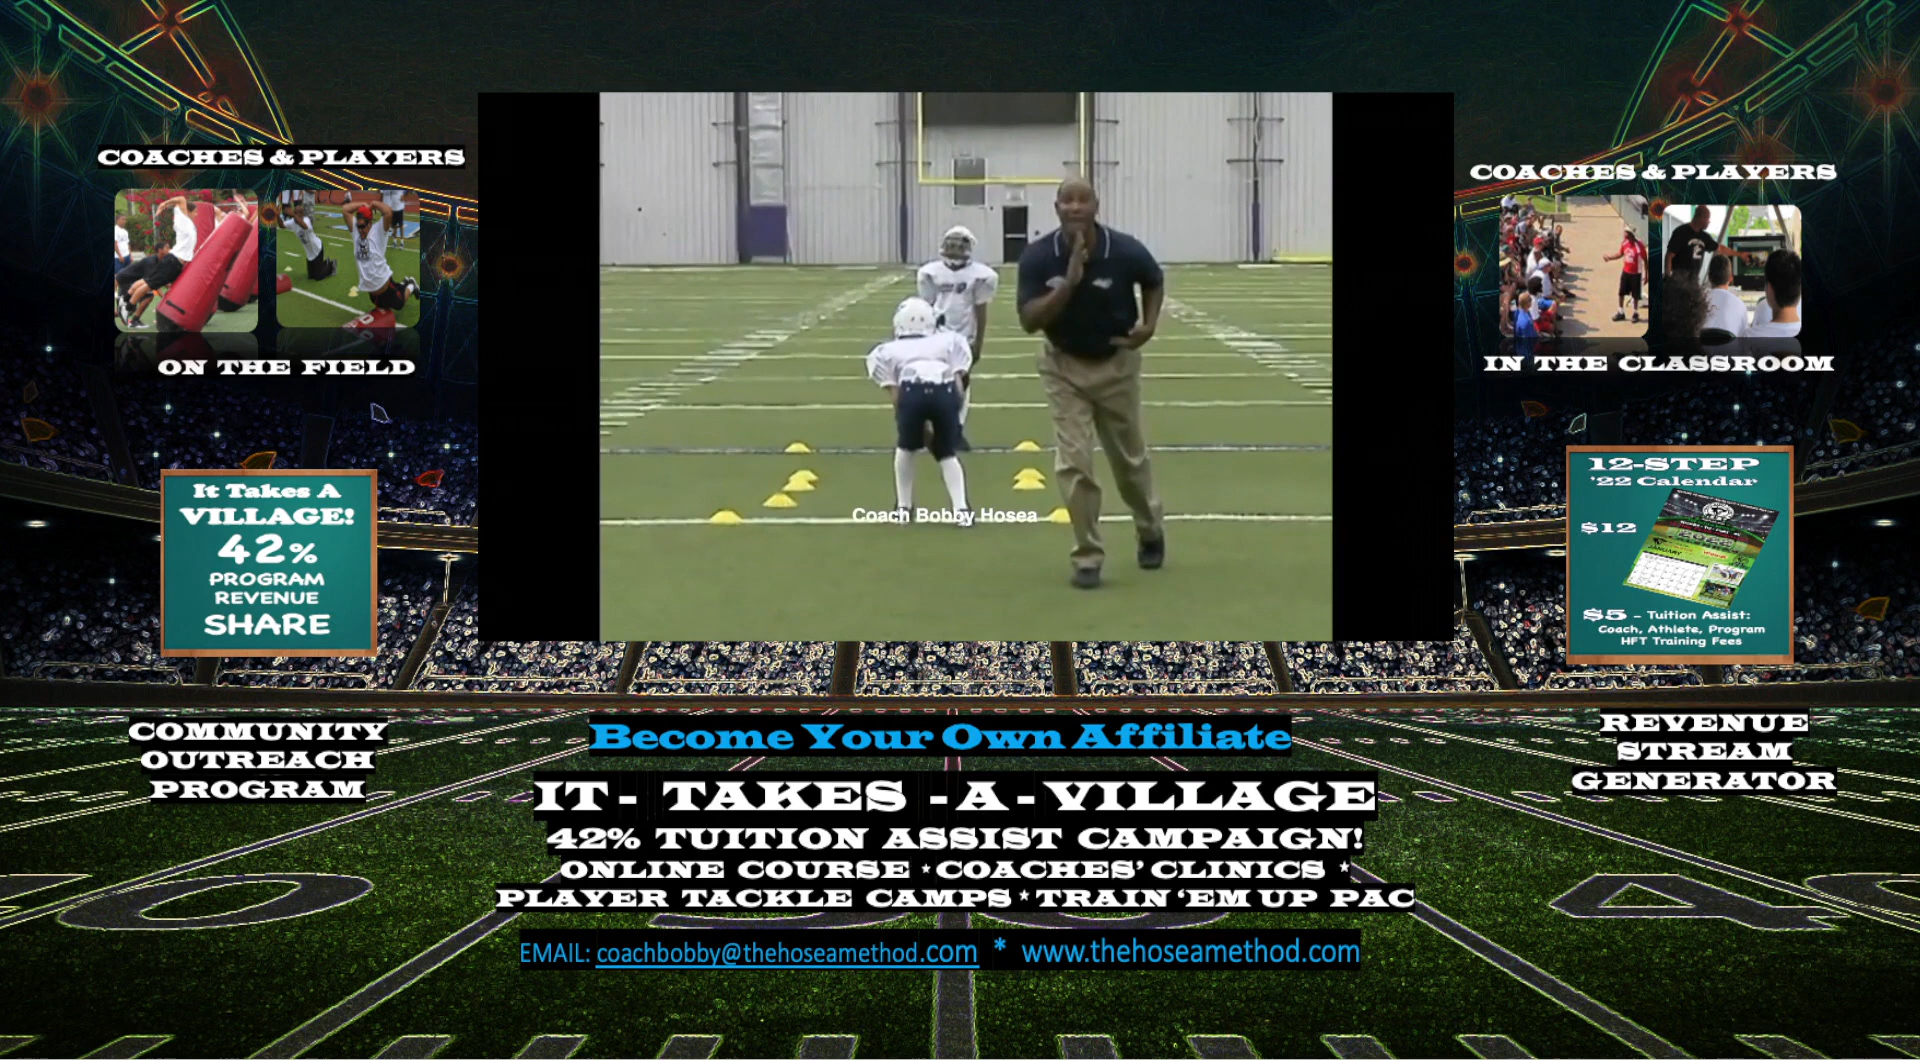 COACHES & PLAYERS
ON THE FIELD
COACHES & PLAYERS
IN THE CLASSROOM
Coach Bobby Hosea
It Takes A
VILLAGE!
42%
PROGRAM
REVENUE
SHARE
12-STEP
'22 Calendar
$12
2022
JANUARY
$5 - Tuition Assist:
Coach, Athlete, Program
HFT Training Fees
COMMUNITY
OUTREACH
PROGRAM
REVENUE
STREAM
GENERATOR
Become Your Own Affiliate
IT- TAKES -A- VILLAGE
42% TUITION ASSIST CAMPAIGN!
ONLINE COURSE * COACHES' CLINICS *
PLAYER TACKLE CAMPS * TRAIN 'EM UP PAC
EMAIL: coachbobby@thehoseamethod.com * www.thehoseamethod.com